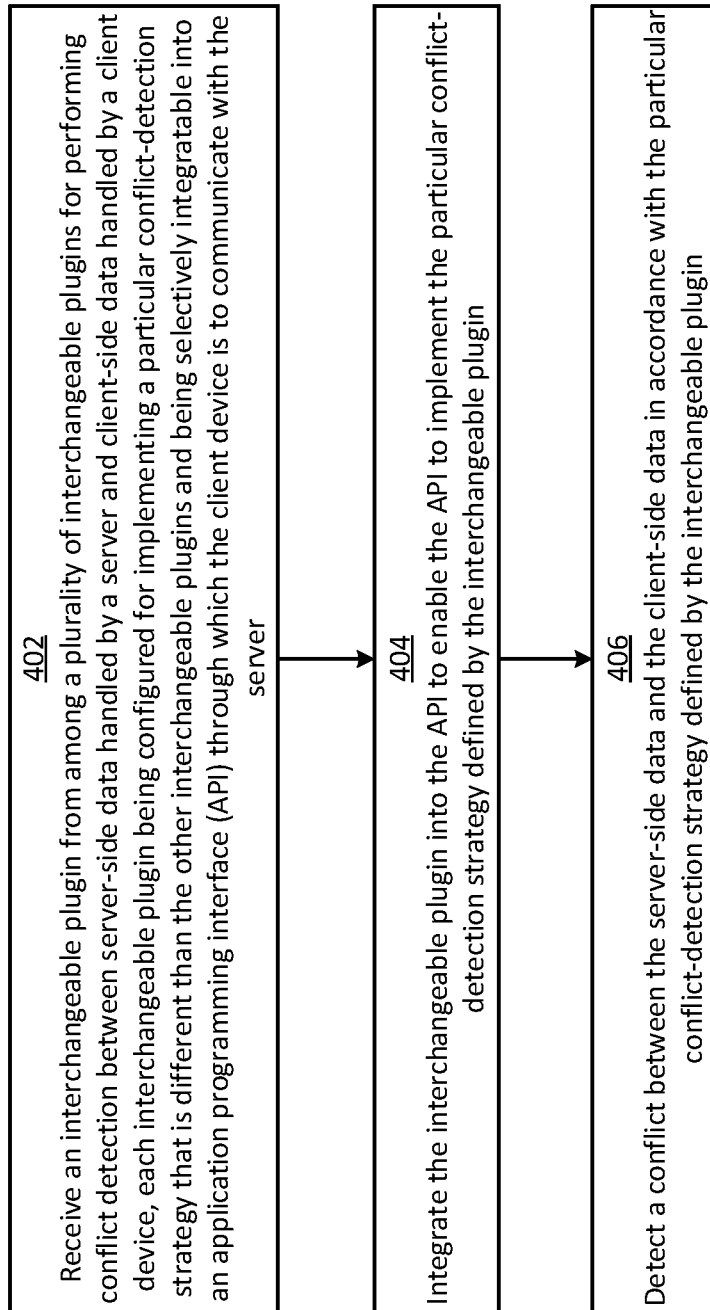 402
Receive an interchangeable plugin from among a plurality of interchangeable plugins for performing
conflict detection between server-side data handled by a server and client-side data handled by a client
device, each interchangeable plugin being configured for implementing a particular conflict-detection
strategy that is different than the other interchangeable plugins and being selectively integratable into
an application programming interface (API) through which the client device is to communicate with the
server
404
Integrate the interchangeable plugin into the API to enable the API to implement the particular conflict-
detection strategy defined by the interchangeable plugin
406
Detect a conflict between the server-side data and the client-side data in accordance with the particular
conflict-detection strategy defined by the interchangeable plugin